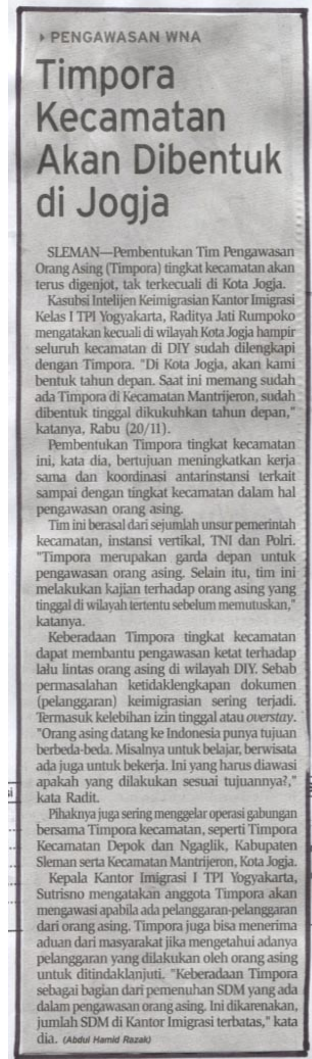 PENGAWASAN WNA
Timpora
Kecamatan
Akan Dibentuk
di Jogja
SLEMAN—Pembentukan Tim Pengawasan
Orang Asing (Timpora) tingkat kecamatan akan
terus digenjot, tak terkecuali di Kota Jogja.
Kasubsi Intelijen Keimigrasian Kantor Imigrasi
Kelas I TPI Yogyakarta, Raditya Jati Rumpoko
mengatakan kecuali di wilayah Kota Jogja hampir
seluruh kecamatan di DIY sudah dilengkapi
dengan Timpora. "Di Kota Jogja, akan kami
bentuk tahun depan. Saat ini memang sudah
ada Timpora di Kecamatan Mantrijeron, sudah
dibentuk tinggal dikukuhkan tahun depan,"
katanya, Rabu (20/11).
Pembentukan Timpora tingkat kecamatan
ini, kata dia, bertujuan meningkatkan kerja
sama dan koordinasi antarinstansi terkait
sampai dengan tingkat kecamatan dalam hal
pengawasan orang asing.
Tim ini berasal dari sejumlah unsur pemerintah
kecamatan, instansi vertikal, TNI dan Polri.
"Timpora merupakan garda depan untuk
pengawasan orang asing. Selain itu, tim ini
melakukan kajian terhadap orang asing yang
tinggal di wilayah tertentu sebelum memutuskan,"
katanya.
Keberadaan Timpora tingkat kecamatan
dapat membantu pengawasan ketat terhadap
lalu lintas orang asing di wilayah DIY. Sebab
permasalahan ketidaklengkapan dokumen
(pelanggaran) keimigrasian sering terjadi.
Termasuk kelebihan izin tinggal atau overstay.
"Orang asing datang ke Indonesia punya tujuan
berbeda-beda. Misalnya untuk belajar, berwisata
ada juga untuk bekerja. Ini yang harus diawasi
apakah yang dilakukan sesuai tujuannya?,"
kata Radit.
Pihaknya juga sering menggelar operasi gabungan
bersama Timpora kecamatan, seperti Timpora
Kecamatan Depok dan Ngaglik, Kabupaten
Sleman serta Kecamatan Mantrijeron, Kota Jogja.
Kepala Kantor Imigrasi I TPI Yogyakarta,
Sutrisno mengatakan anggota Timpora akan
mengawasi apabila ada pelanggaran-pelanggaran
dari orang asing. Timpora juga bisa menerima
aduan dari masyarakat jika mengetahui adanya
pelanggaran yang dilakukan oleh orang asing
untuk ditindaklanjuti. "Keberadaan Timpora
sebagai bagian dari pemenuhan SDM yang ada
dalam pengawasan orang asing. Ini dikarenakan,
jumlah SDM di Kantor Imigrasi terbatas," kata
dia. (Abdul Hamid Razak)